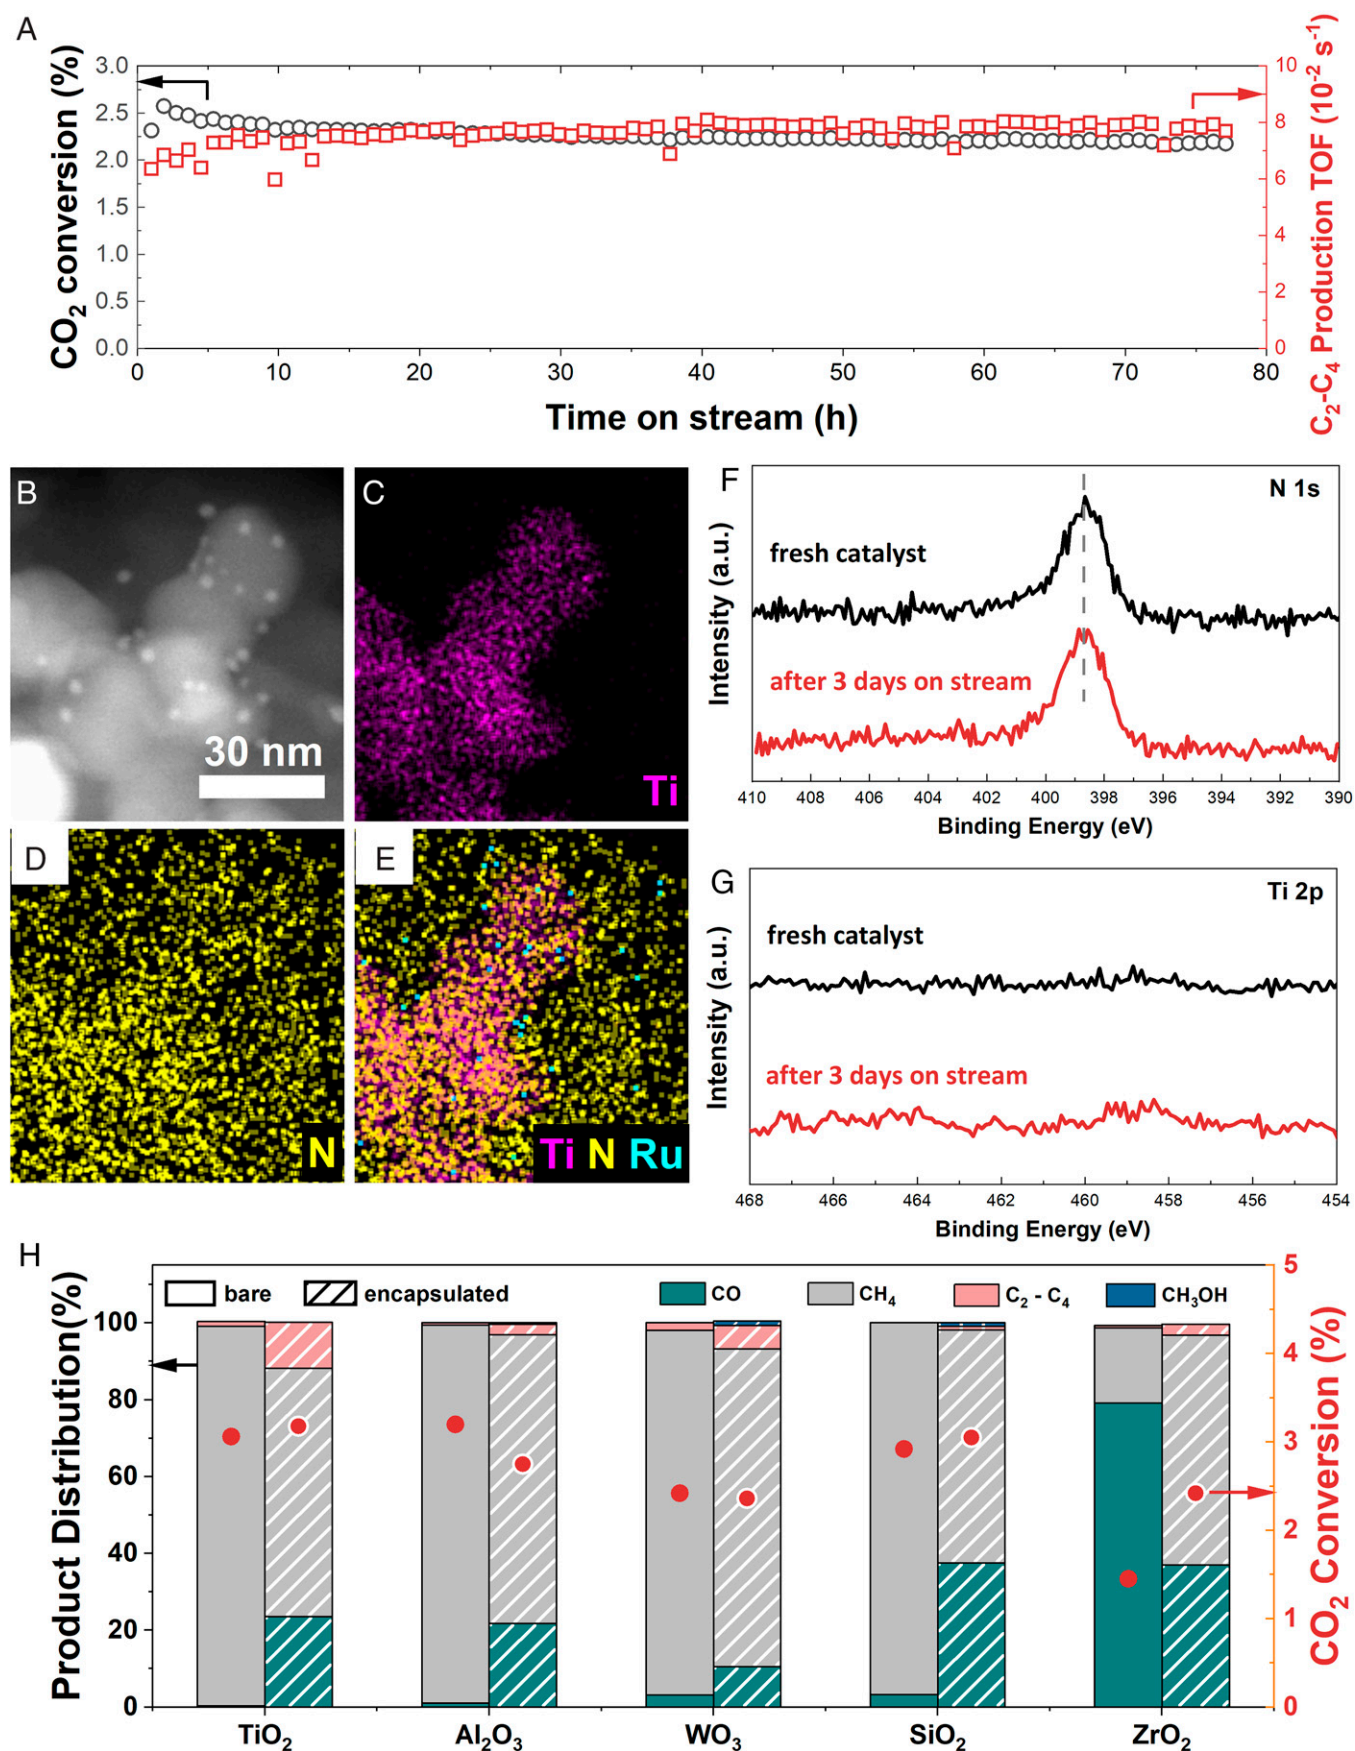 A
CO₂ conversion (%)
3.0
2.5
2.0
1.5
1.0
0.5
0.0
10
8
6
4
2
0
C₂-C₄ Production TOF (10⁻² s⁻¹)
0 10 20 30 40 50 60 70 80
Time on stream (h)
B
30 nm
C
Ti
D
N
E
Ti N Ru
F
N 1s
fresh catalyst
after 3 days on stream
Intensity (a.u.)
410 408 406 404 402 400 398 396 394 392 390
Binding Energy (eV)
G
Ti 2p
fresh catalyst
after 3 days on stream
Intensity (a.u.)
468 466 464 462 460 458 456 454
Binding Energy (eV)
H
bare encapsulated CO CH₄ C₂ - C₄ CH₃OH
Product Distribution(%)
100
80
60
40
20
0
5
4
3
2
1
0
CO₂ Conversion (%)
TiO₂ Al₂O₃ WO₃ SiO₂ ZrO₂